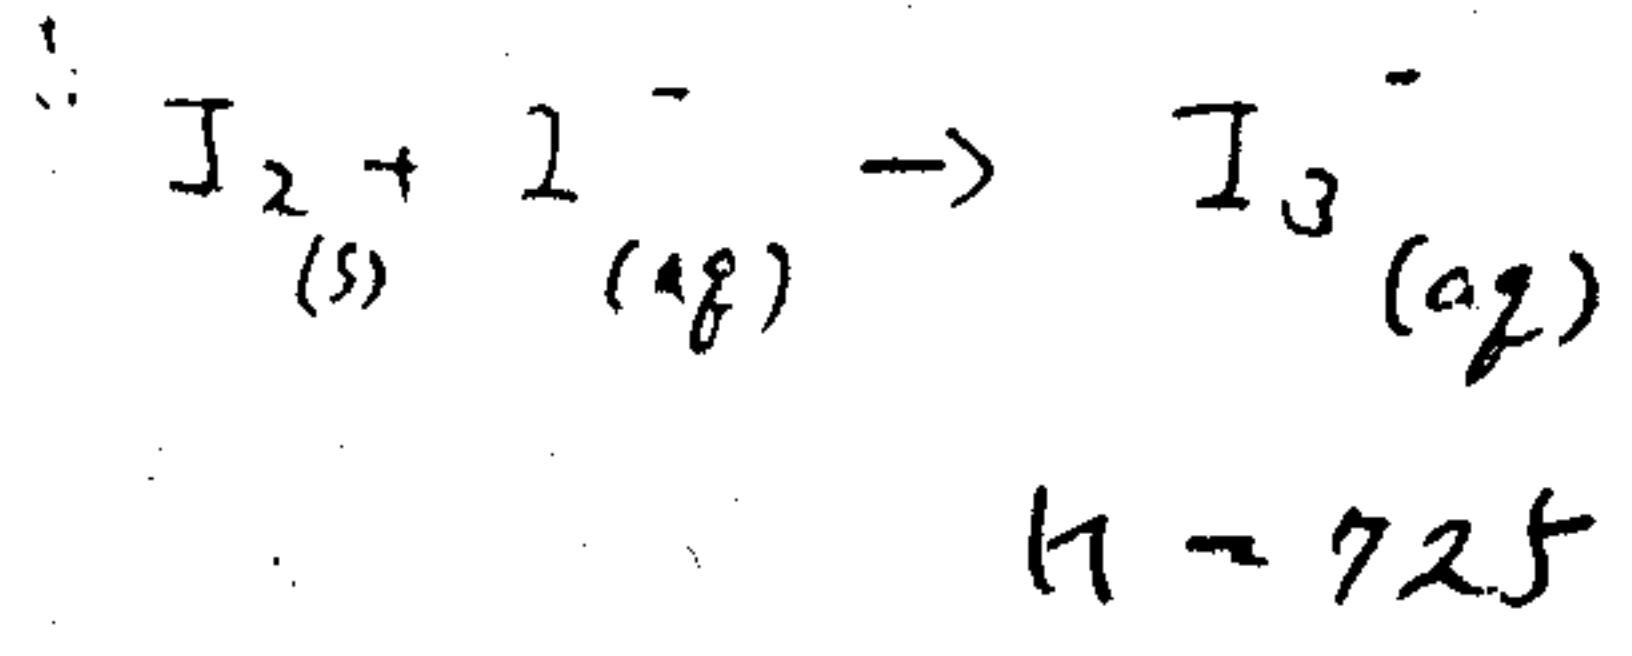 I₂(s) + I⁻(aq) → I₃⁻(aq)
K = 725